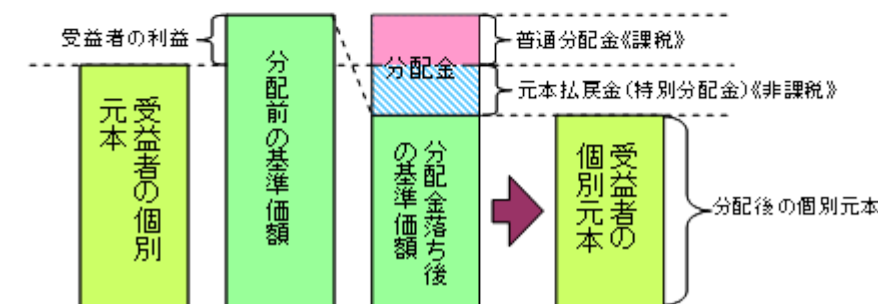 受益者の利益
普通分配金《課税》
分配金
元本払戻金(特別分配金)《非課税》
受益者の個別
元本
分配前の基準価額
分配金落ち後
の基準価額
受益者の
個別元本
分配後の個別元本